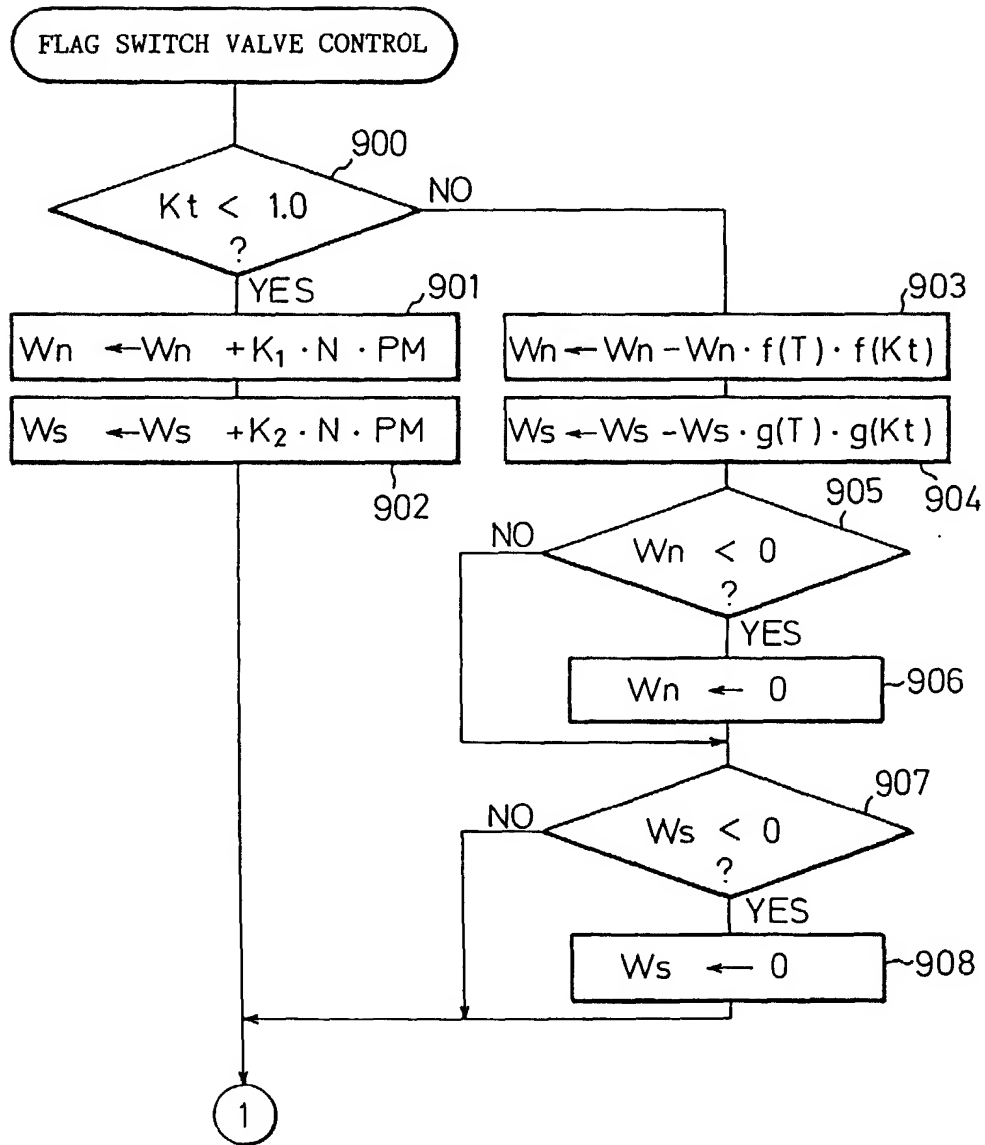 FLAG SWITCH VALVE CONTROL
900
Kt < 1.0
?
NO
YES
901
Wn ← Wn + K₁ · N · PM
Ws ← Ws + K₂ · N · PM
902
903
Wn ← Wn - Wn · f(T) · f(Kt)
Ws ← Ws - Ws · g(T) · g(Kt)
904
905
NO
Wn < 0
?
YES
Wn ← 0
906
907
NO
Ws < 0
?
YES
Ws ← 0
908
1